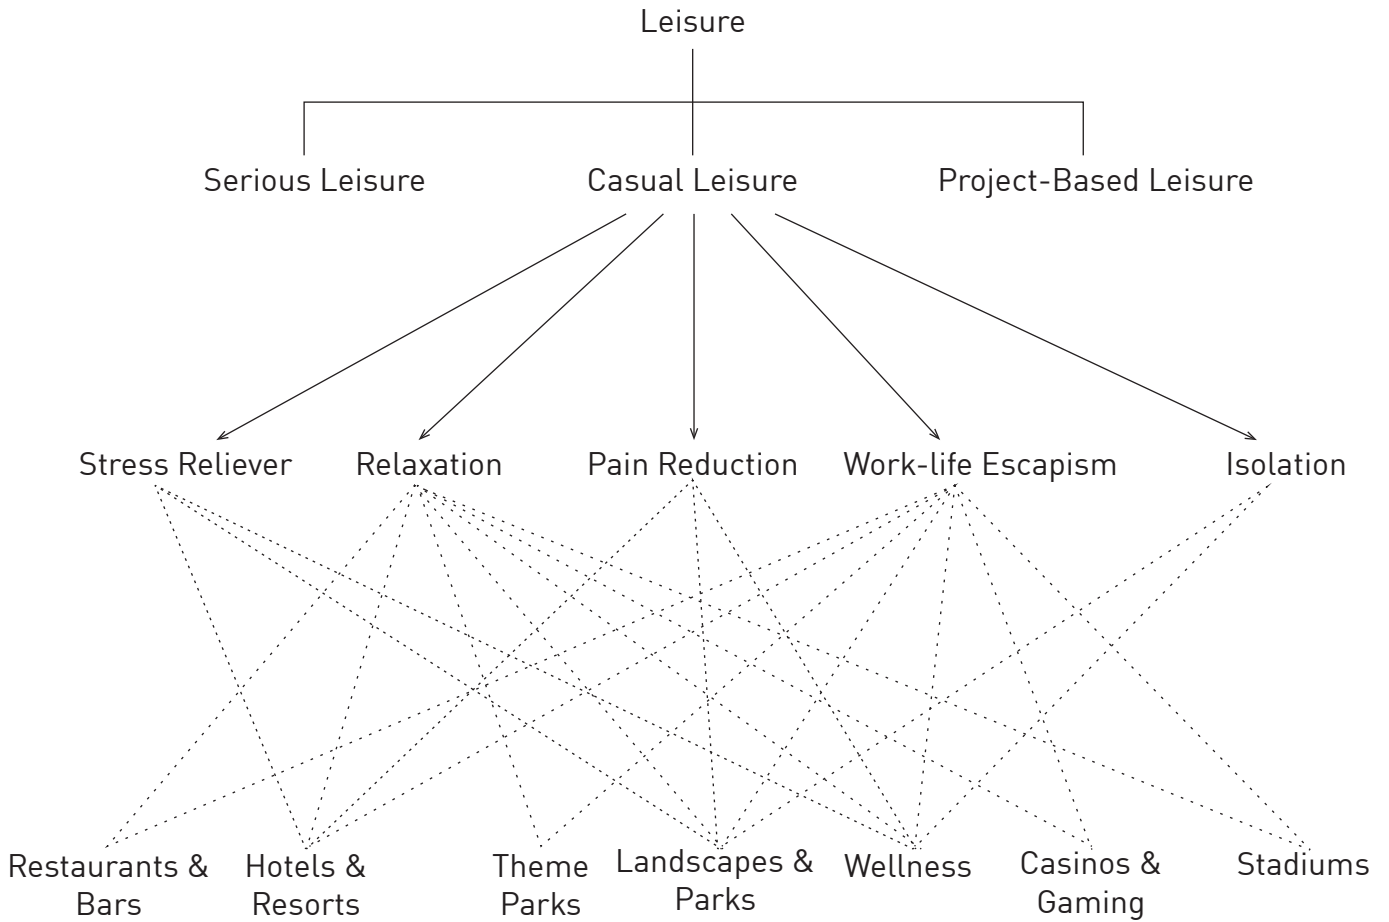 Leisure
Serious Leisure
Casual Leisure
Project-Based Leisure
Stress Reliever
Relaxation
Pain Reduction
Work-life Escapism
Isolation
Restaurants &
Bars
Hotels &
Resorts
Theme
Parks
Landscapes &
Parks
Wellness
Casinos &
Gaming
Stadiums